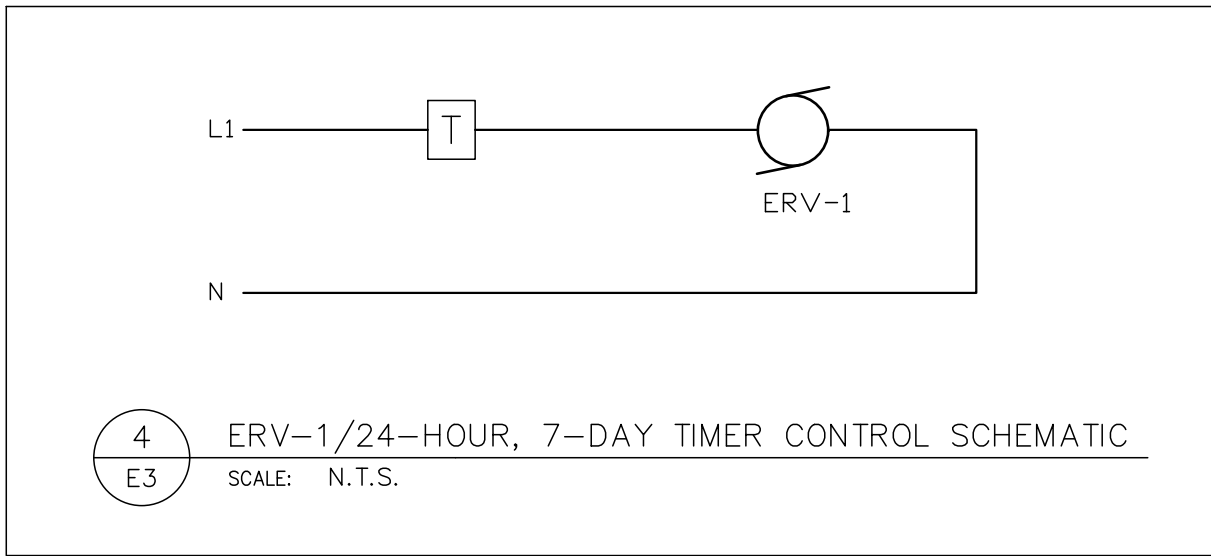 L1
T
ERV-1
N
4
E3
ERV-1/24-HOUR, 7-DAY TIMER CONTROL SCHEMATIC
SCALE: N.T.S.